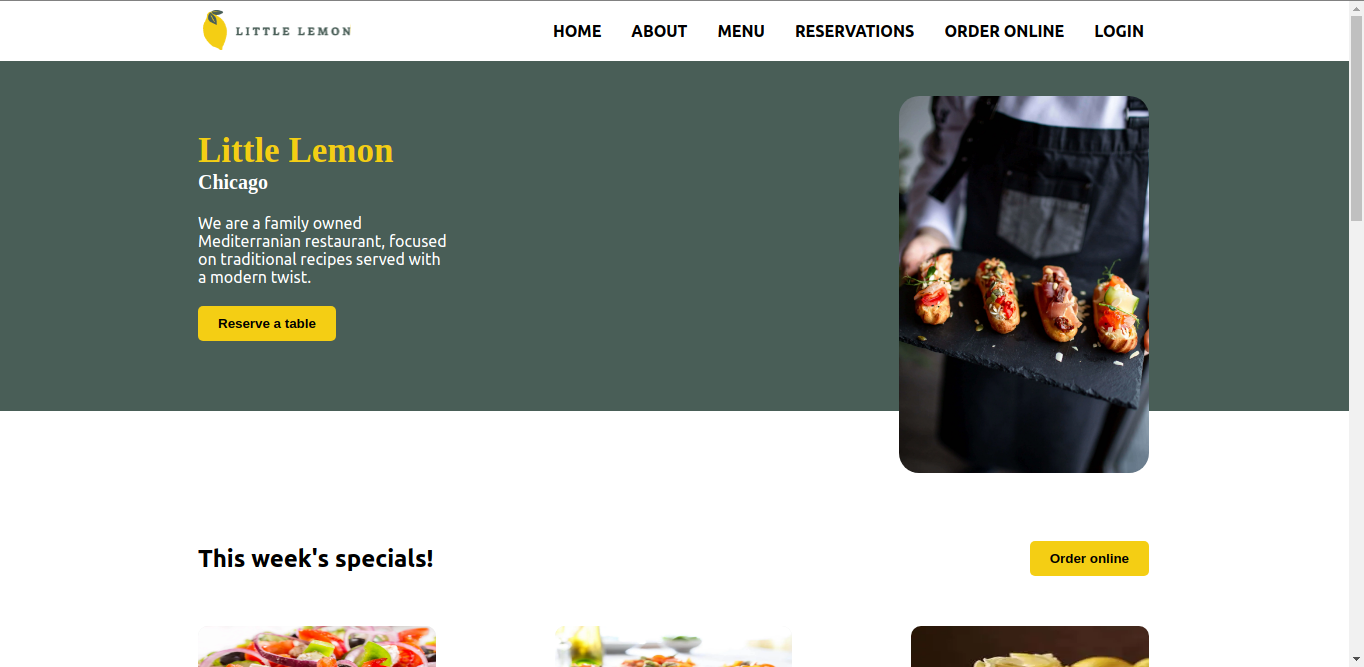 LITTLE LEMON
HOME ABOUT MENU RESERVATIONS ORDER ONLINE LOGIN
Little Lemon
Chicago
We are a family owned
Mediterranian restaurant, focused
on traditional recipes served with
a modern twist.
Reserve a table
This week's specials!
Order online